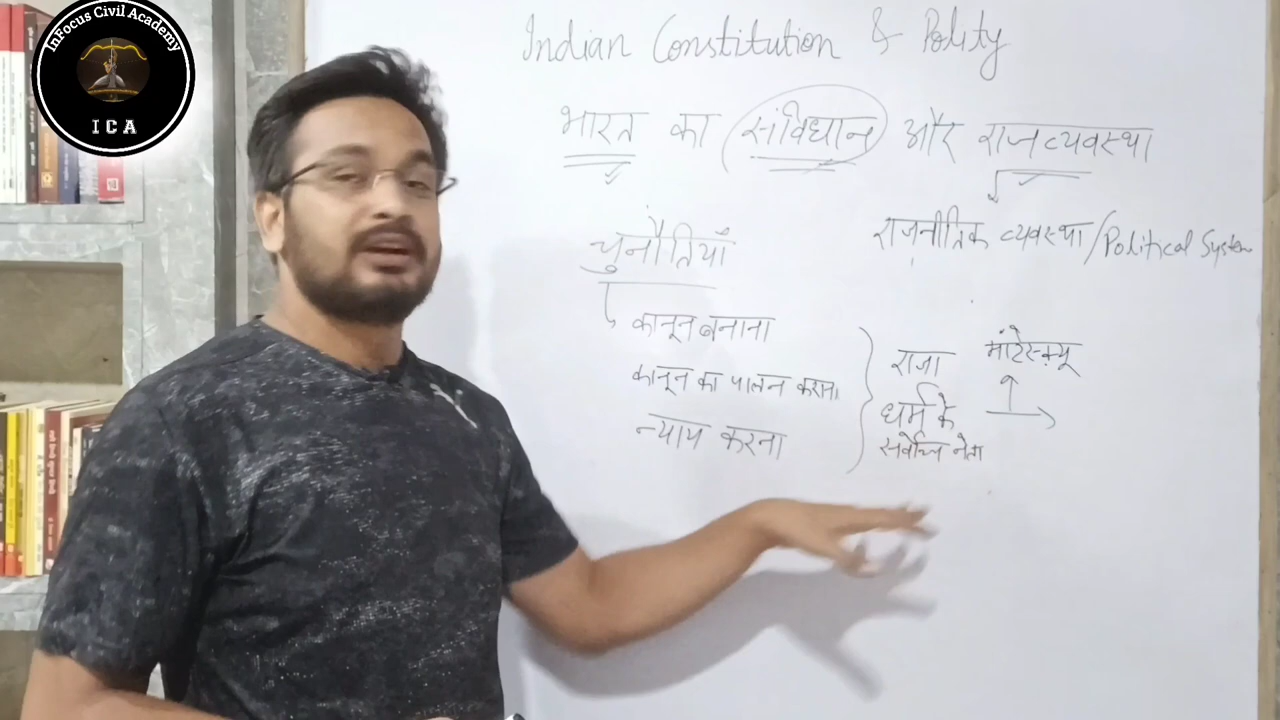 InFocus Civil Academy
ICA
Indian Constitution & Polity
भारत का संविधान और राजव्यवस्था
राजनीतिक व्यवस्था/Political System
चुनौतियाँ
कानून बनाना
कानून का पालन कराना
न्याय करना
राजा
धर्म के
सर्वोच्च नेता
मांटेस्क्यू